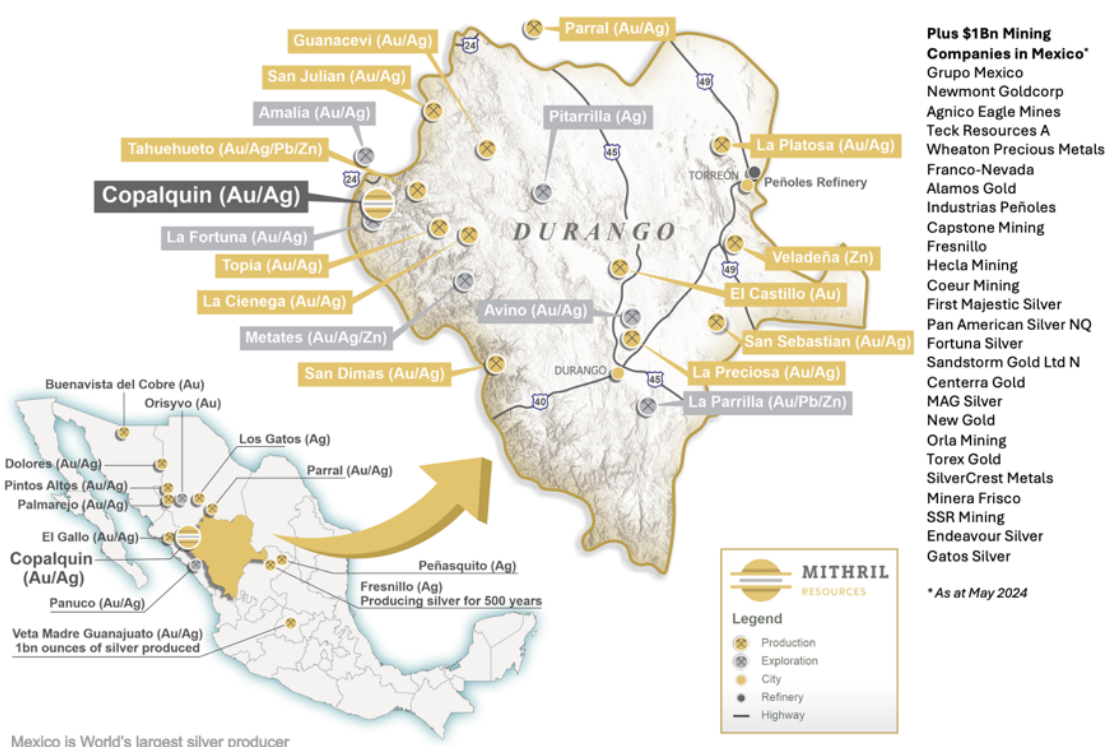 Parral (Au/Ag)
Guanacevi (Au/Ag)
24
San Julian (Au/Ag)
49
Amalia (Au/Ag)
Pitarrilla (Ag)
Tahuehueto (Au/Ag/Pb/Zn)
45
La Platosa (Au/Ag)
24
TORREÓN
Peñoles Refinery
Copalquin (Au/Ag)
La Fortuna (Au/Ag)
DURANGO
Topia (Au/Ag)
Veladeña (Zn)
49
La Cienega (Au/Ag)
El Castillo (Au)
Metates (Au/Ag/Zn)
Avino (Au/Ag)
San Sebastian (Au/Ag)
San Dimas (Au/Ag)
DURANGO
La Preciosa (Au/Ag)
45
40
La Parrilla (Au/Pb/Zn)
Plus $1Bn Mining
Companies in Mexico*
Grupo Mexico
Newmont Goldcorp
Agnico Eagle Mines
Teck Resources A
Wheaton Precious Metals
Franco-Nevada
Alamos Gold
Industrias Peñoles
Capstone Mining
Fresnillo
Hecla Mining
Coeur Mining
First Majestic Silver
Pan American Silver NQ
Fortuna Silver
Sandstorm Gold Ltd N
Centerra Gold
MAG Silver
New Gold
Orla Mining
Torex Gold
SilverCrest Metals
Minera Frisco
SSR Mining
Endeavour Silver
Gatos Silver
* As at May 2024
Buenavista del Cobre (Au)
Orisyvo (Au)
Los Gatos (Ag)
Dolores (Au/Ag)
Parral (Au/Ag)
Pintos Altos (Au/Ag)
Palmarejo (Au/Ag)
El Gallo (Au/Ag)
Copalquin
(Au/Ag)
Peñasquito (Ag)
Fresnillo (Ag)
Producing silver for 500 years
Panuco (Au/Ag)
Veta Madre Guanajuato (Au/Ag)
1bn ounces of silver produced
Mexico is World's largest silver producer
MITHRIL
RESOURCES
Legend
Production
Exploration
City
Refinery
Highway